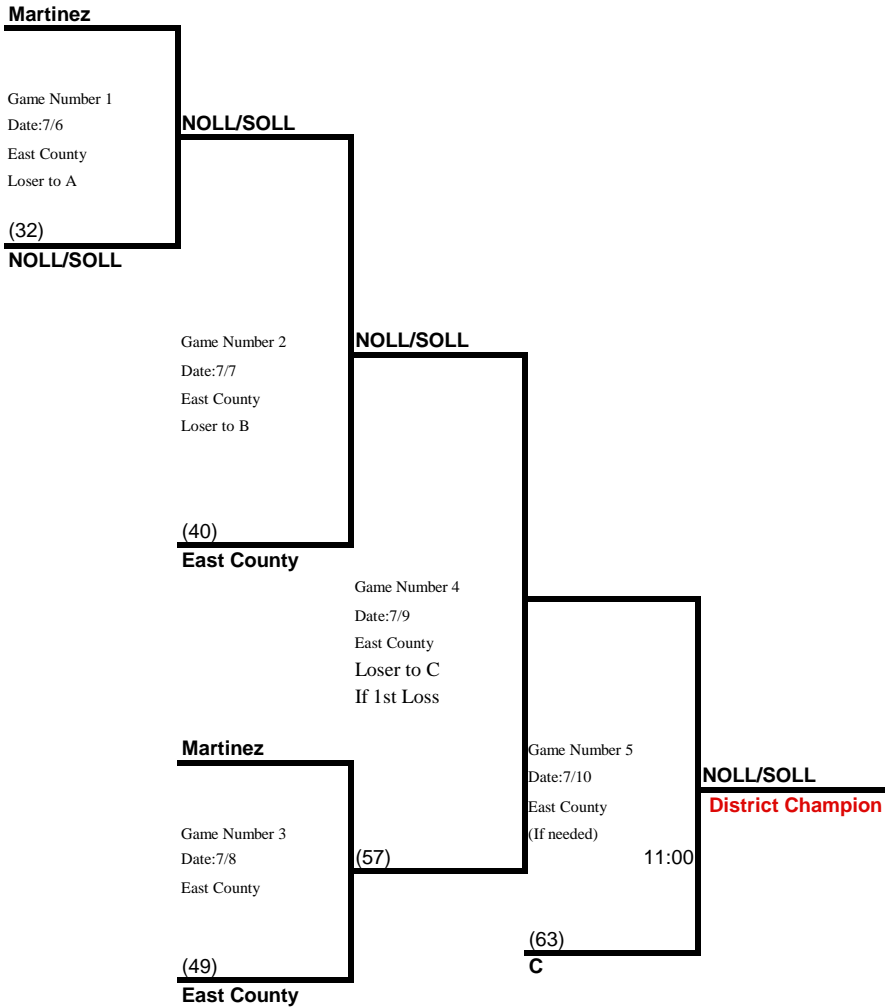 Martinez
Game Number 1
Date:7/6
East County
Loser to A
(32)
NOLL/SOLL
NOLL/SOLL
Game Number 2
Date:7/7
East County
Loser to B
(40)
East County
NOLL/SOLL
Game Number 4
Date:7/9
East County
Loser to C
If 1st Loss
Martinez
Game Number 3
Date:7/8
East County
(49)
East County
(57)
Game Number 5
Date:7/10
East County
(If needed)
11:00
(63)
C
NOLL/SOLL
District Champion